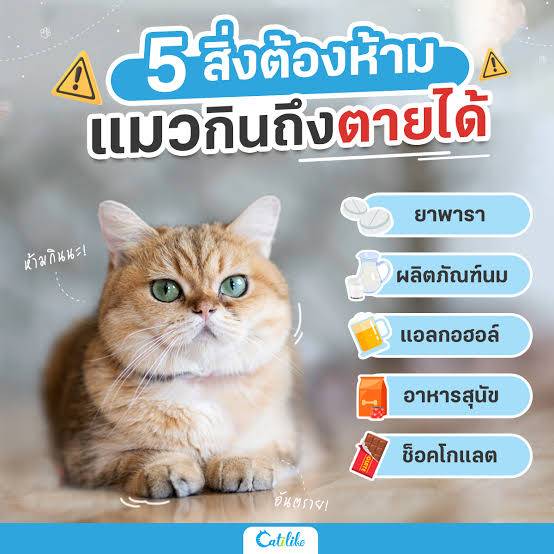 5 สิ่งต้องห้าม
แมวกินถึงตายได้
ห้ามกินนะ!
ยาพารา
ผลิตภัณฑ์นม
แอลกอฮอล์
อาหารสุนัข
ช็อคโกแลต
อันตราย!
Catilike